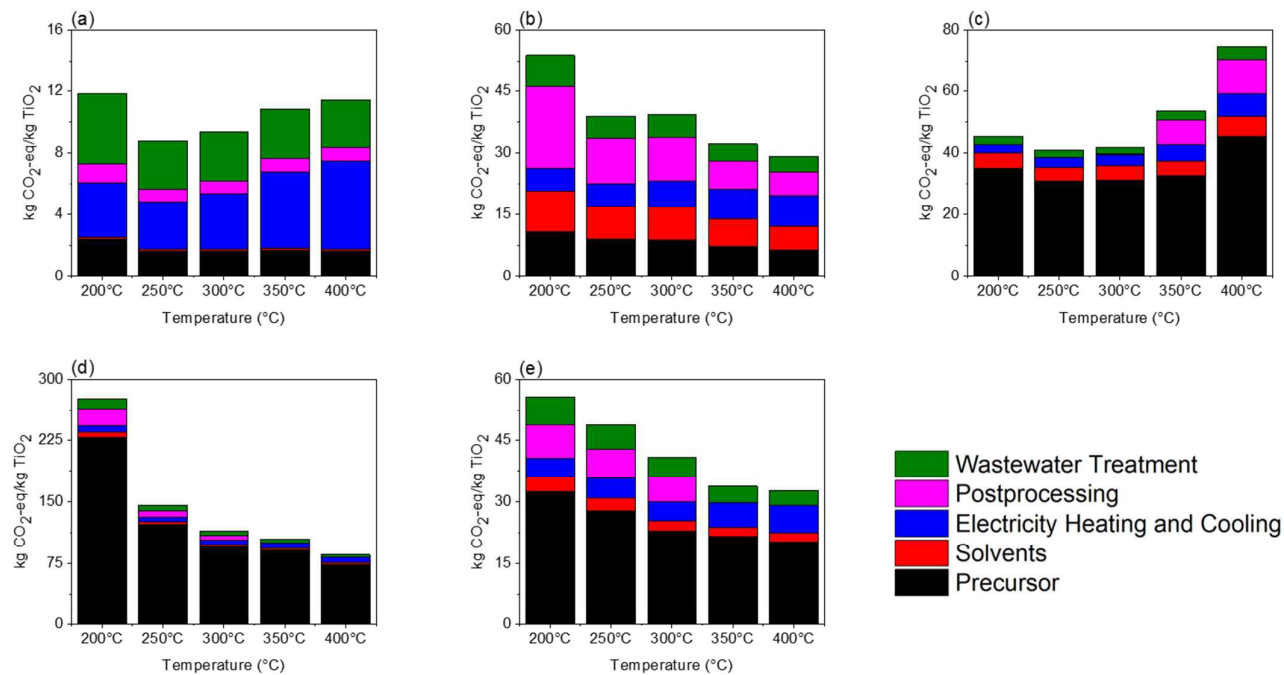 (a)
16
12
8
4
0
kg CO2-eq/kg TiO2
200°C 250°C 300°C 350°C 400°C
Temperature (°C)
(b)
60
45
30
15
0
kg CO2-eq/kg TiO2
200°C 250°C 300°C 350°C 400°C
Temperature (°C)
(c)
80
60
40
20
0
kg CO2-eq/kg TiO2
200°C 250°C 300°C 350°C 400°C
Temperature (°C)
(d)
300
225
150
75
0
kg CO2-eq/kg TiO2
200°C 250°C 300°C 350°C 400°C
Temperature (°C)
(e)
60
45
30
15
0
kg CO2-eq/kg TiO2
200°C 250°C 300°C 350°C 400°C
Temperature (°C)
Wastewater Treatment
Postprocessing
Electricity Heating and Cooling
Solvents
Precursor